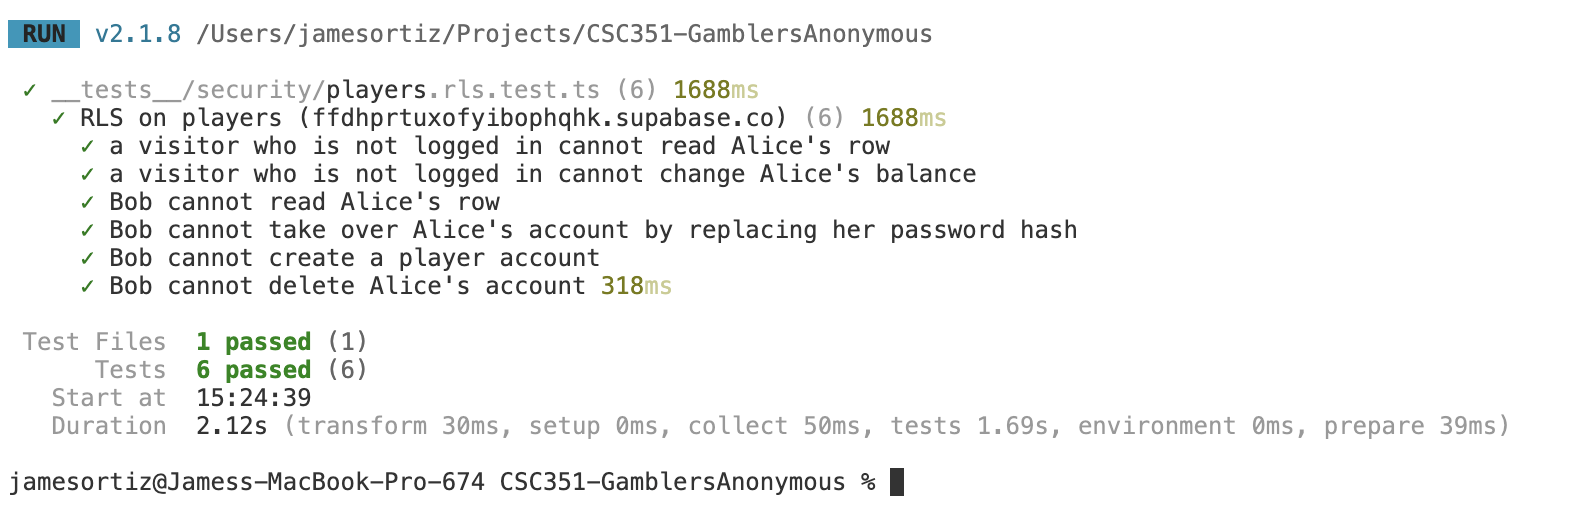 RUN v2.1.8 /Users/jamesortiz/Projects/CSC351-GamblersAnonymous
✓ __tests__/security/players.rls.test.ts (6) 1688ms
✓ RLS on players (ffdhprtuxofyibophqhk.supabase.co) (6) 1688ms
✓ a visitor who is not logged in cannot read Alice's row
✓ a visitor who is not logged in cannot change Alice's balance
✓ Bob cannot read Alice's row
✓ Bob cannot take over Alice's account by replacing her password hash
✓ Bob cannot create a player account
✓ Bob cannot delete Alice's account 318ms
Test Files 1 passed (1)
Tests 6 passed (6)
Start at 15:24:39
Duration 2.12s (transform 30ms, setup 0ms, collect 50ms, tests 1.69s, environment 0ms, prepare 39ms)
jamesortiz@Jamess-MacBook-Pro-674 CSC351-GamblersAnonymous %